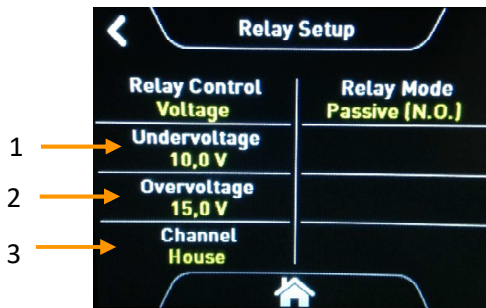 Relay Setup
Relay Control
Voltage
Relay Mode
Passive (N.O.)
1
Undervoltage
10,0 V
2
Overvoltage
15,0 V
3
Channel
House